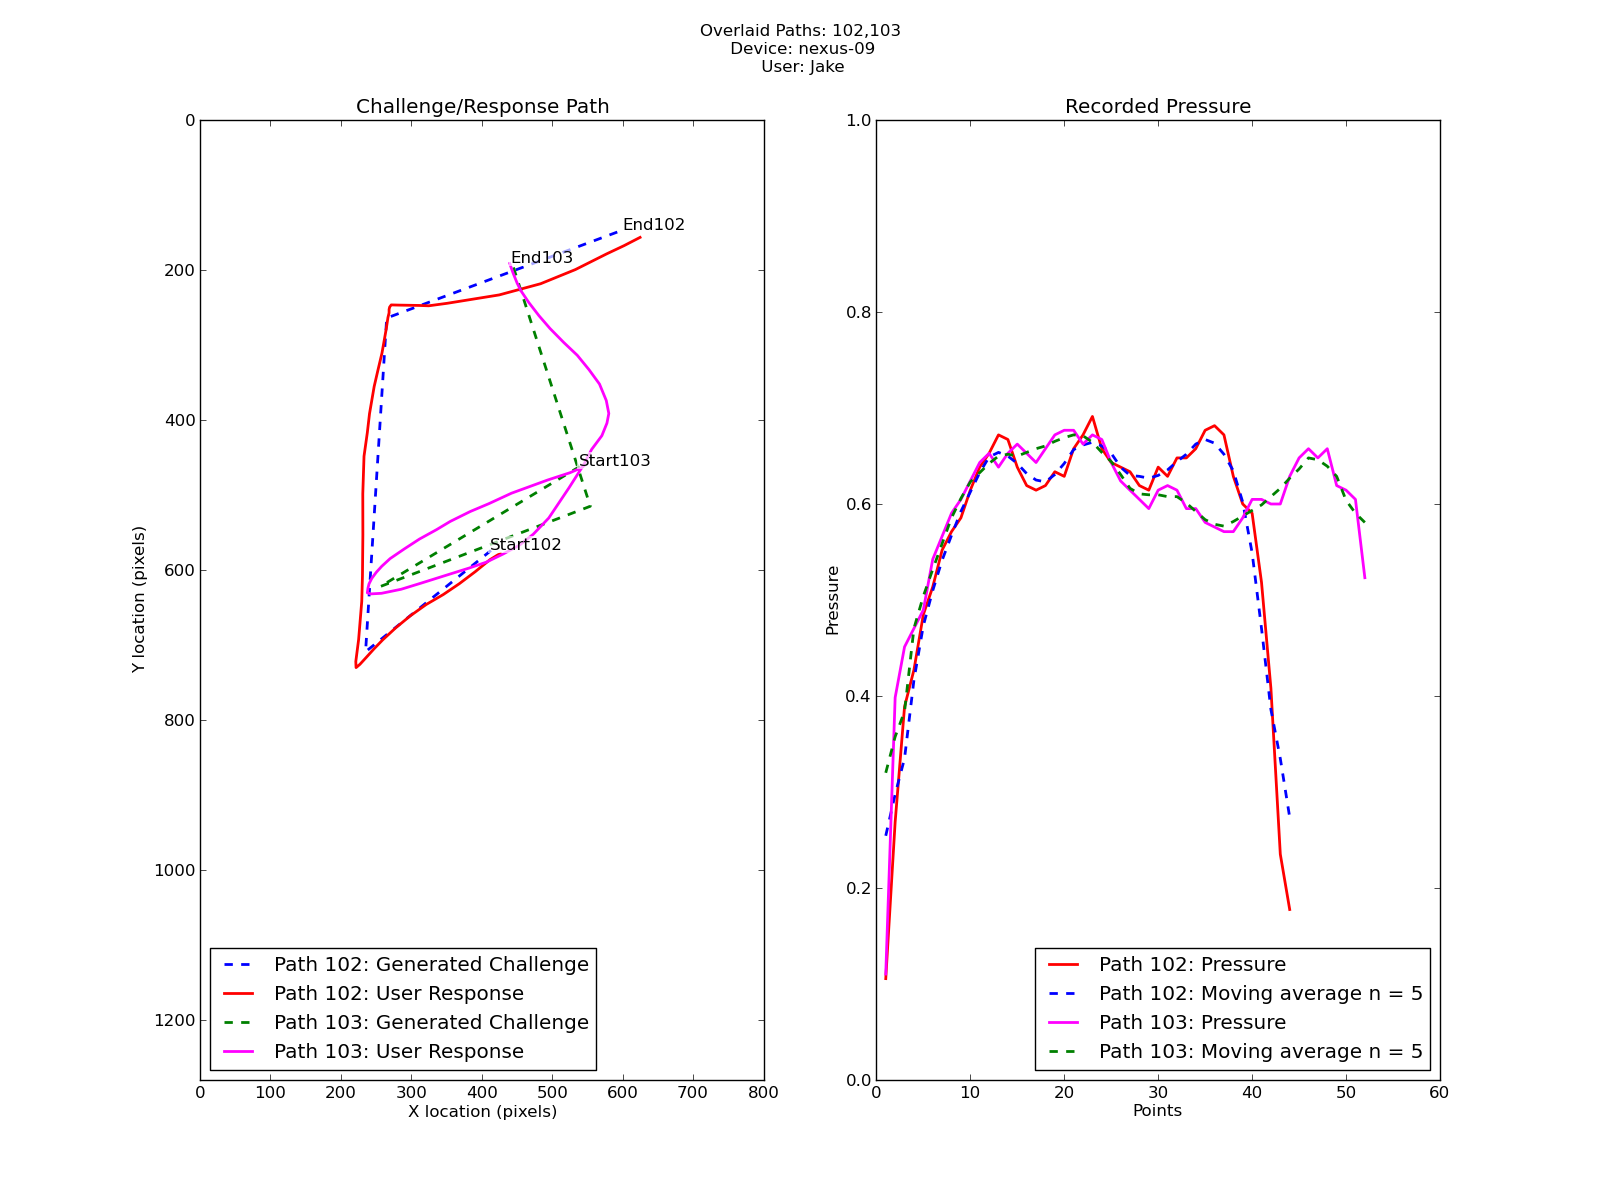 Overlaid Paths: 102,103
Device: nexus-09
User: Jake
Challenge/Response Path
0
200
400
600
800
1000
1200
Y location (pixels)
End102
End103
Start103
Start102
Path 102: Generated Challenge
Path 102: User Response
Path 103: Generated Challenge
Path 103: User Response
0 100 200 300 400 500 600 700 800
X location (pixels)
Recorded Pressure
1.0
0.8
0.6
0.4
0.2
0.0
Pressure
Path 102: Pressure
Path 102: Moving average n = 5
Path 103: Pressure
Path 103: Moving average n = 5
0 10 20 30 40 50 60
Points